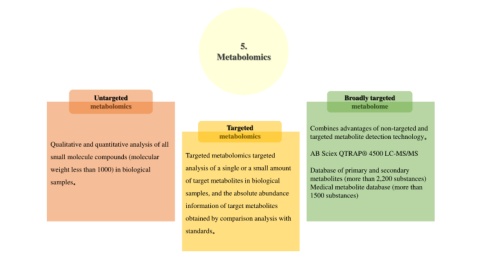 5.
Metabolomics
Untargeted
metabolomics
Qualitative and quantitative analysis of all
small molecule compounds (molecular
weight less than 1000) in biological
samples。
Targeted
metabolomics
Targeted metabolomics targeted
analysis of a single or a small amount
of target metabolites in biological
samples, and the absolute abundance
information of target metabolites
obtained by comparison analysis with
standards。
Broadly targeted
metabolome
Combines advantages of non-targeted and
targeted metabolite detection technology。
AB Sciex QTRAP® 4500 LC-MS/MS
Database of primary and secondary
metabolites (more than 2,200 substances)
Medical metabolite database (more than
1500 substances)